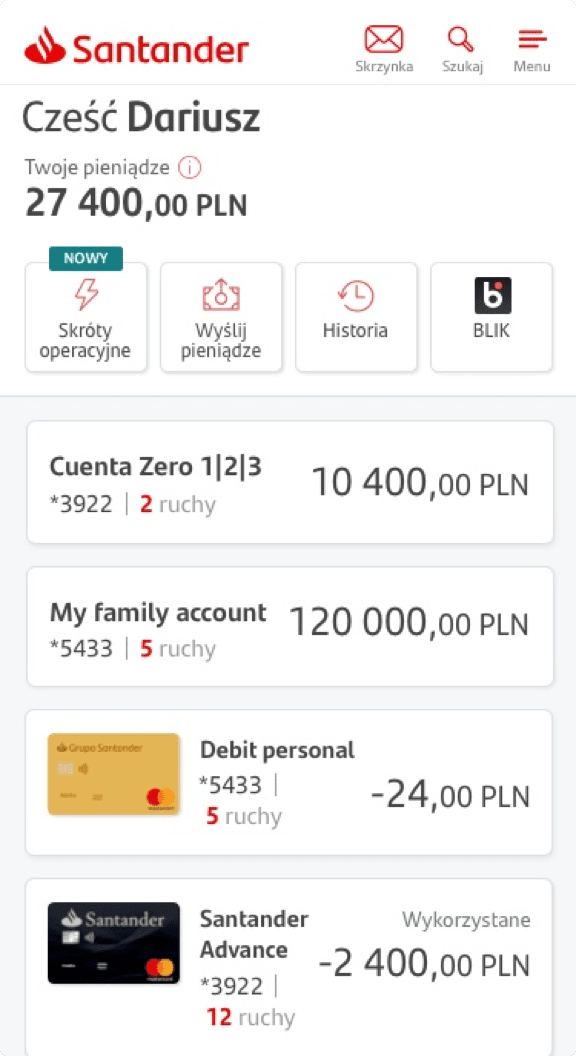 Santander
Skrzynka
Szukaj
Menu
Cześć Dariusz
Twoje pieniądze
27 400,00 PLN
NOWY
Skróty
operacyjne
Wyślij
pieniądze
Historia
BLIK
Cuenta Zero 1|2|3
10 400,00 PLN
*3922 | 2 ruchy
My family account
120 000,00 PLN
*5433 | 5 ruchy
Grupo Santander
Debit personal
*5433 |
5 ruchy
-24,00 PLN
Santander
Santander
Advance
*3922 |
12 ruchy
Wykorzystane
-2 400,00 PLN